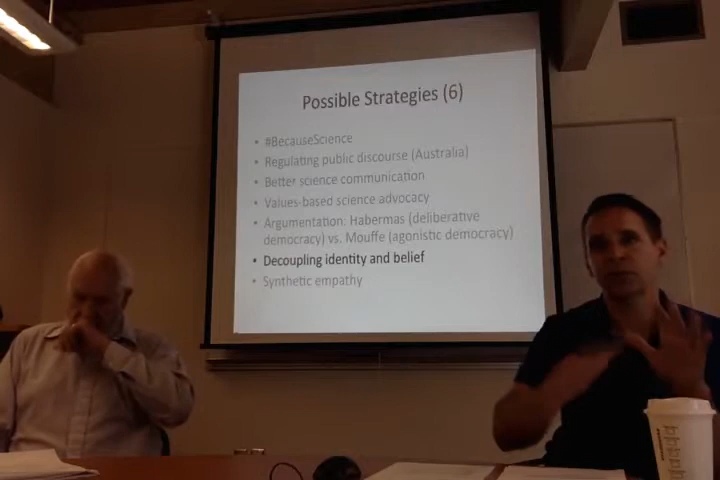 Possible Strategies (6)
• #BecauseScience
• Regulating public discourse (Australia)
• Better science communication
• Values-based science advocacy
• Argumentation: Habermas (deliberative
democracy) vs. Mouffe (agonistic democracy)
• Decoupling identity and belief
• Synthetic empathy